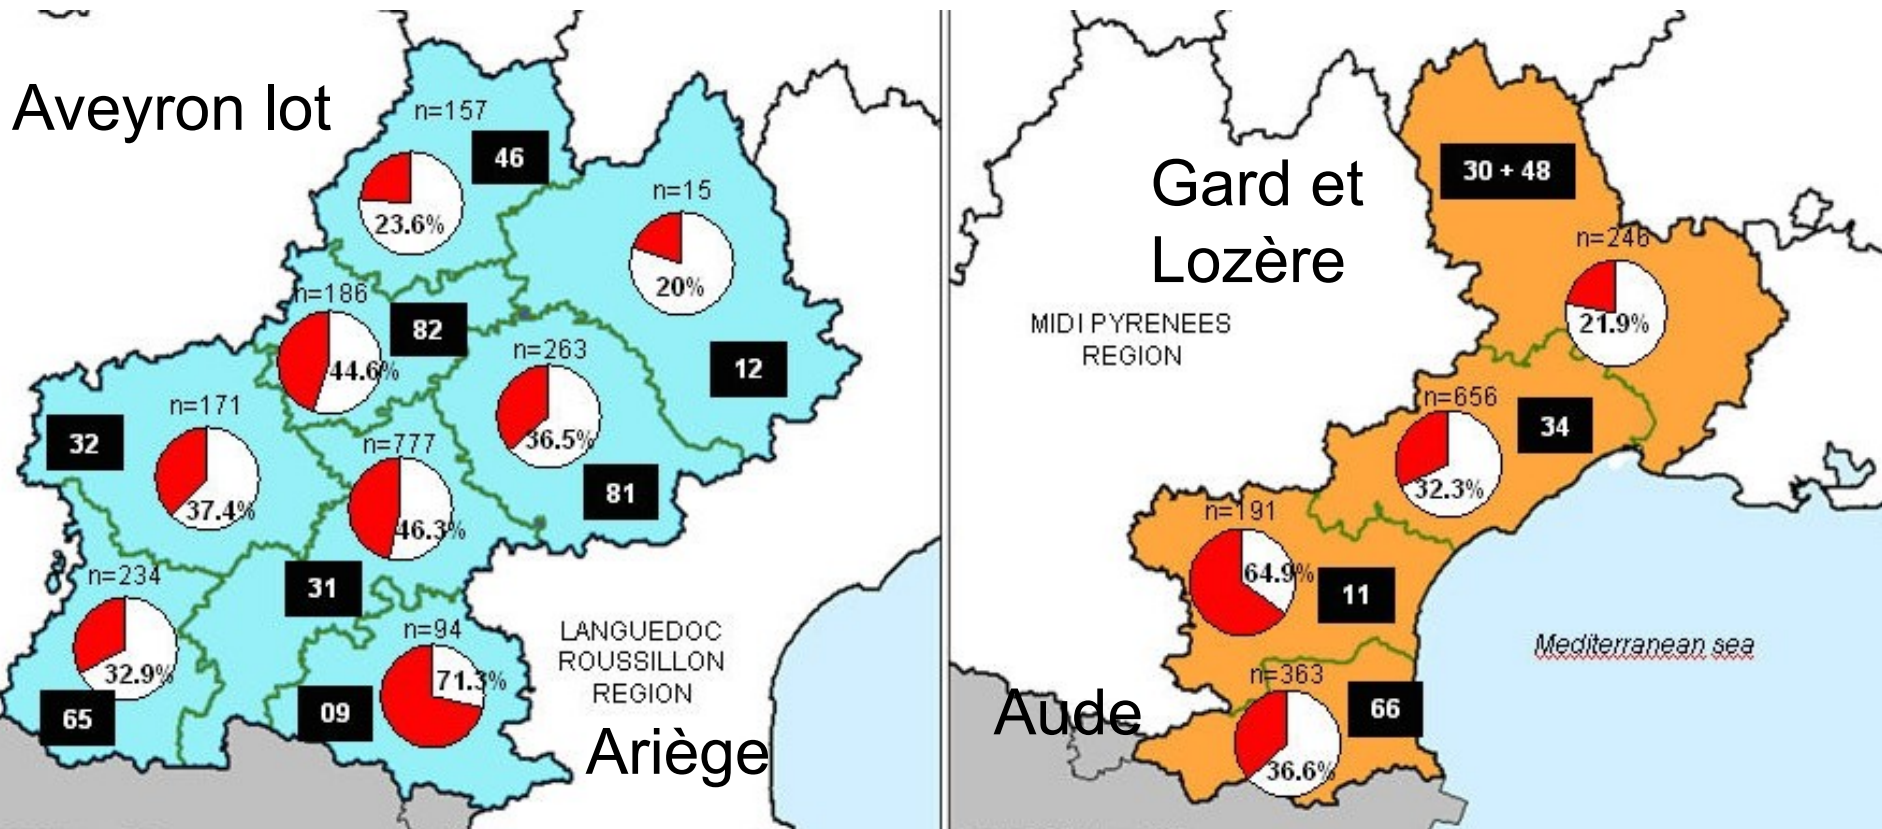 Aveyron lot
n=157
46
23.6%
n=15
20%
n=186
82
44.6%
n=263
12
36.5%
n=171
32
37.4%
n=777
46.3%
81
n=234
31
32.9%
65
n=94
71.3%
09
LANGUEDOC
ROUSSILLON
REGION
Ariège
Gard et
Lozère
30 + 48
n=246
21.9%
MIDI PYRENEES
REGION
n=656
34
32.3%
n=191
64.9%
11
Mediterranean sea
n=363
Aude
66
36.6%